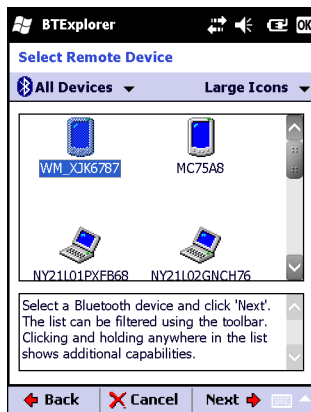 BTExplorer OK
Select Remote Device
All Devices Large Icons
WM_XJK6787 MC75A8
NY21L01PXFB68 NY21L02GNCH76
Select a Bluetooth device and click 'Next'.
The list can be filtered using the toolbar.
Clicking and holding anywhere in the list
shows additional capabilities.
Back Cancel Next